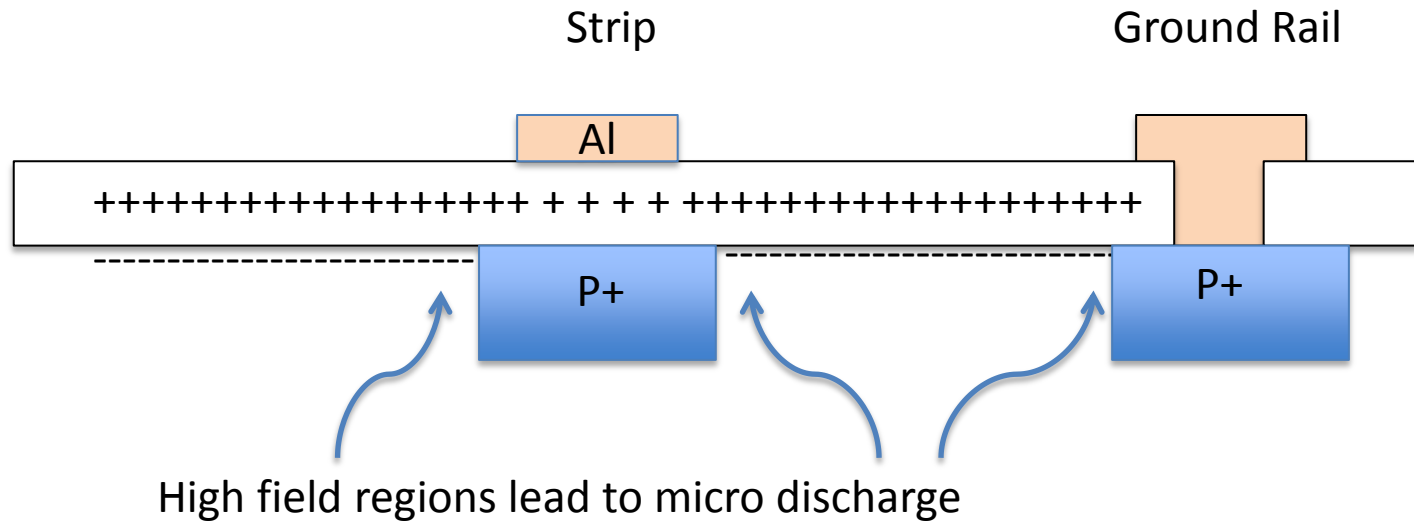 Strip Ground Rail
Al
++++++++++++++++++ + + + + +++++++++++++++++++
P+ P+
High field regions lead to micro discharge